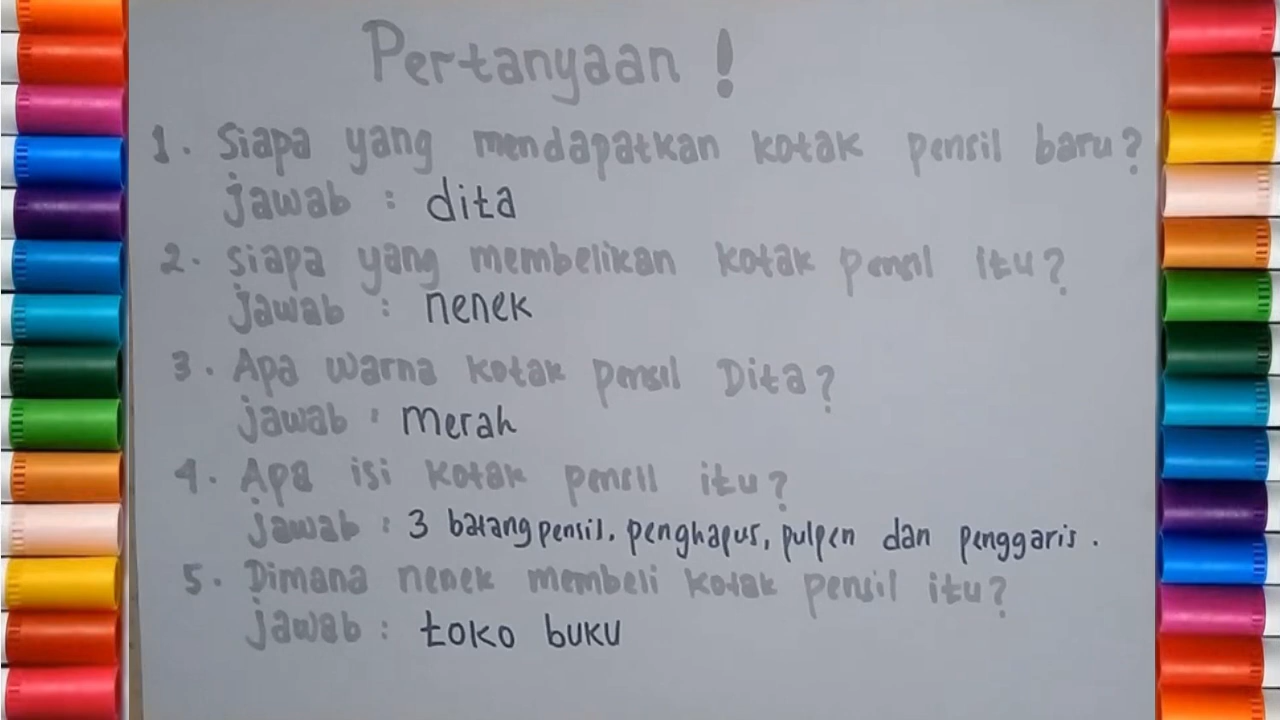 Pertanyaan !
1. Siapa yang mendapatkan kotak pensil baru?
jawab : dita
2. siapa yang membelikan kotak pensil itu?
jawab : nenek
3. Apa warna kotak pensil Dita?
jawab : merah
4. Apa isi kotak pensil itu?
jawab : 3 batang pensil, penghapus, pulpen dan penggaris.
5. Dimana nenek membeli kotak pensil itu?
jawab : toko buku